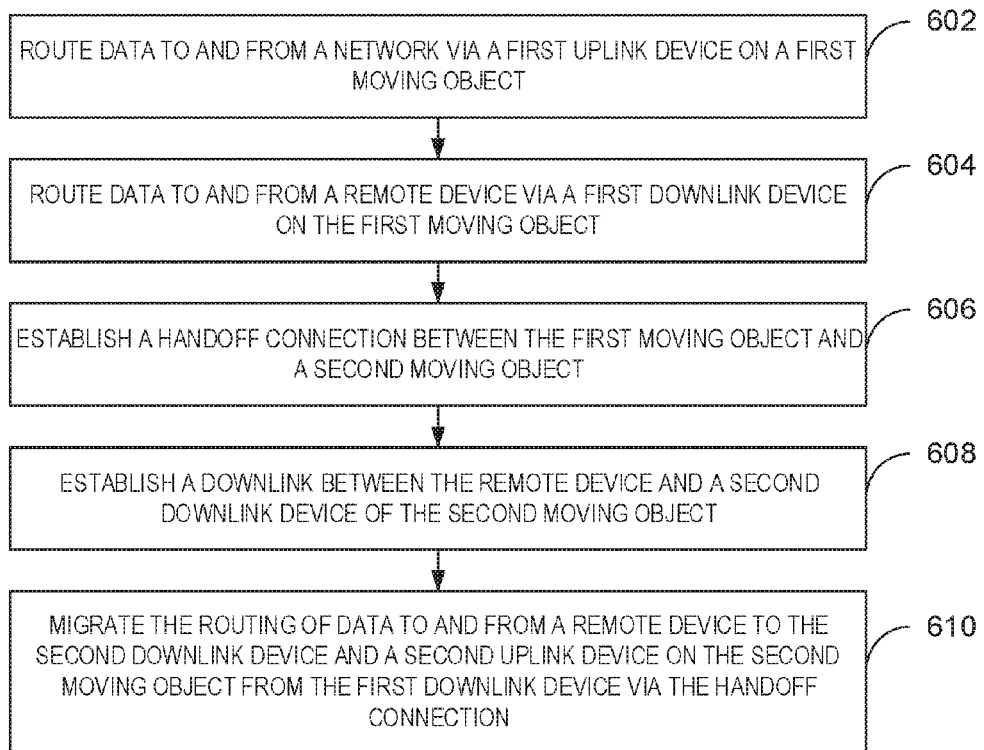 602
ROUTE DATA TO AND FROM A NETWORK VIA A FIRST UPLINK DEVICE ON A FIRST
MOVING OBJECT
604
ROUTE DATA TO AND FROM A REMOTE DEVICE VIA A FIRST DOWNLINK DEVICE
ON THE FIRST MOVING OBJECT
606
ESTABLISH A HANDOFF CONNECTION BETWEEN THE FIRST MOVING OBJECT AND
A SECOND MOVING OBJECT
608
ESTABLISH A DOWNLINK BETWEEN THE REMOTE DEVICE AND A SECOND
DOWNLINK DEVICE OF THE SECOND MOVING OBJECT
610
MIGRATE THE ROUTING OF DATA TO AND FROM A REMOTE DEVICE TO THE
SECOND DOWNLINK DEVICE AND A SECOND UPLINK DEVICE ON THE SECOND
MOVING OBJECT FROM THE FIRST DOWNLINK DEVICE VIA THE HANDOFF
CONNECTION